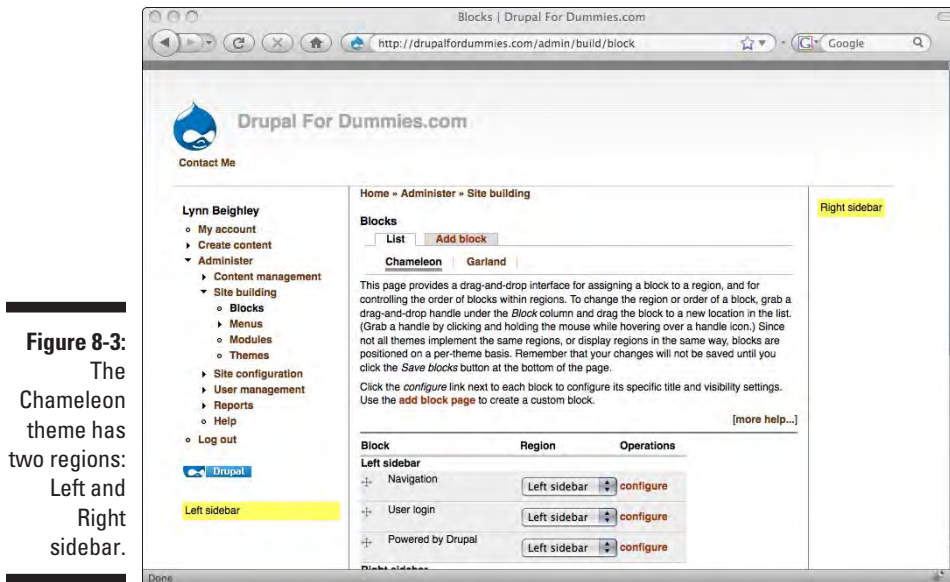 Blocks | Drupal For Dummies.com
http://drupalfordummies.com/admin/build/block
Google
Drupal For Dummies.com
Contact Me
Lynn Beighley
My account
Create content
Administer
Content management
Site building
Blocks
Menus
Modules
Themes
Site configuration
User management
Reports
Help
Log out
Drupal
Left sidebar
Home » Administer » Site building
Blocks
List Add block
Chameleon Garland
This page provides a drag-and-drop interface for assigning a block to a region, and for
controlling the order of blocks within regions. To change the region or order of a block, grab a
drag-and-drop handle under the Block column and drag the block to a new location in the list.
(Grab a handle by clicking and holding the mouse while hovering over a handle icon.) Since
not all themes implement the same regions, or display regions in the same way, blocks are
positioned on a per-theme basis. Remember that your changes will not be saved until you
click the Save blocks button at the bottom of the page.
Click the configure link next to each block to configure its specific title and visibility settings.
Use the add block page to create a custom block.
[more help...]
Block Region Operations
Left sidebar
Navigation Left sidebar configure
User login Left sidebar configure
Powered by Drupal Left sidebar configure
Right sidebar
Right sidebar
Done
Figure 8-3:
The
Chameleon
theme has
two regions:
Left and
Right
sidebar.